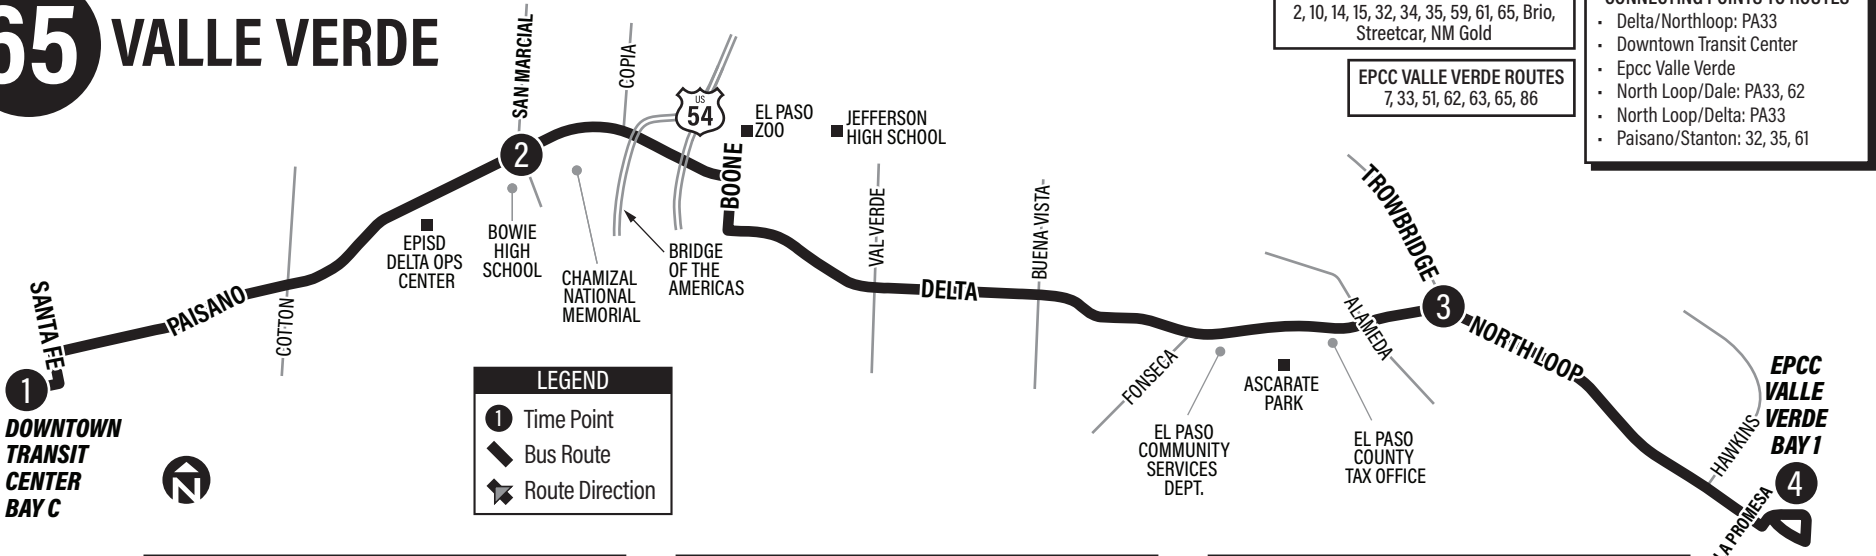 65 VALLE VERDE
2, 10, 14, 15, 32, 34, 35, 59, 61, 65, Brio,
Streetcar, NM Gold
EPCC VALLE VERDE ROUTES
7, 33, 51, 62, 63, 65, 86
CONNECTING POINTS TO ROUTES
· Delta/Northloop: PA33
· Downtown Transit Center
· Epcc Valle Verde
· North Loop/Dale: PA33, 62
· North Loop/Delta: PA33
· Paisano/Stanton: 32, 35, 61
SANTA FE
1
DOWNTOWN
TRANSIT
CENTER
BAY C
N
PAISANO
COTTON
EPISD
DELTA OPS
CENTER
SAN MARCIAL
2
BOWIE
HIGH
SCHOOL
COPIA
CHAMIZAL
NATIONAL
MEMORIAL
US
54
BRIDGE
OF THE
AMERICAS
EL PASO
ZOO
BOONE
JEFFERSON
HIGH SCHOOL
VAL VERDE
DELTA
BUENA VISTA
FONSECA
EL PASO
COMMUNITY
SERVICES
DEPT.
ASCARATE
PARK
EL PASO
COUNTY
TAX OFFICE
ALAMEDA
TROWBRIDGE
3
NORTH LOOP
HAWKINS
EPCC
VALLE
VERDE
BAY 1
4
LA PROMESA
LEGEND
1 Time Point
Bus Route
Route Direction